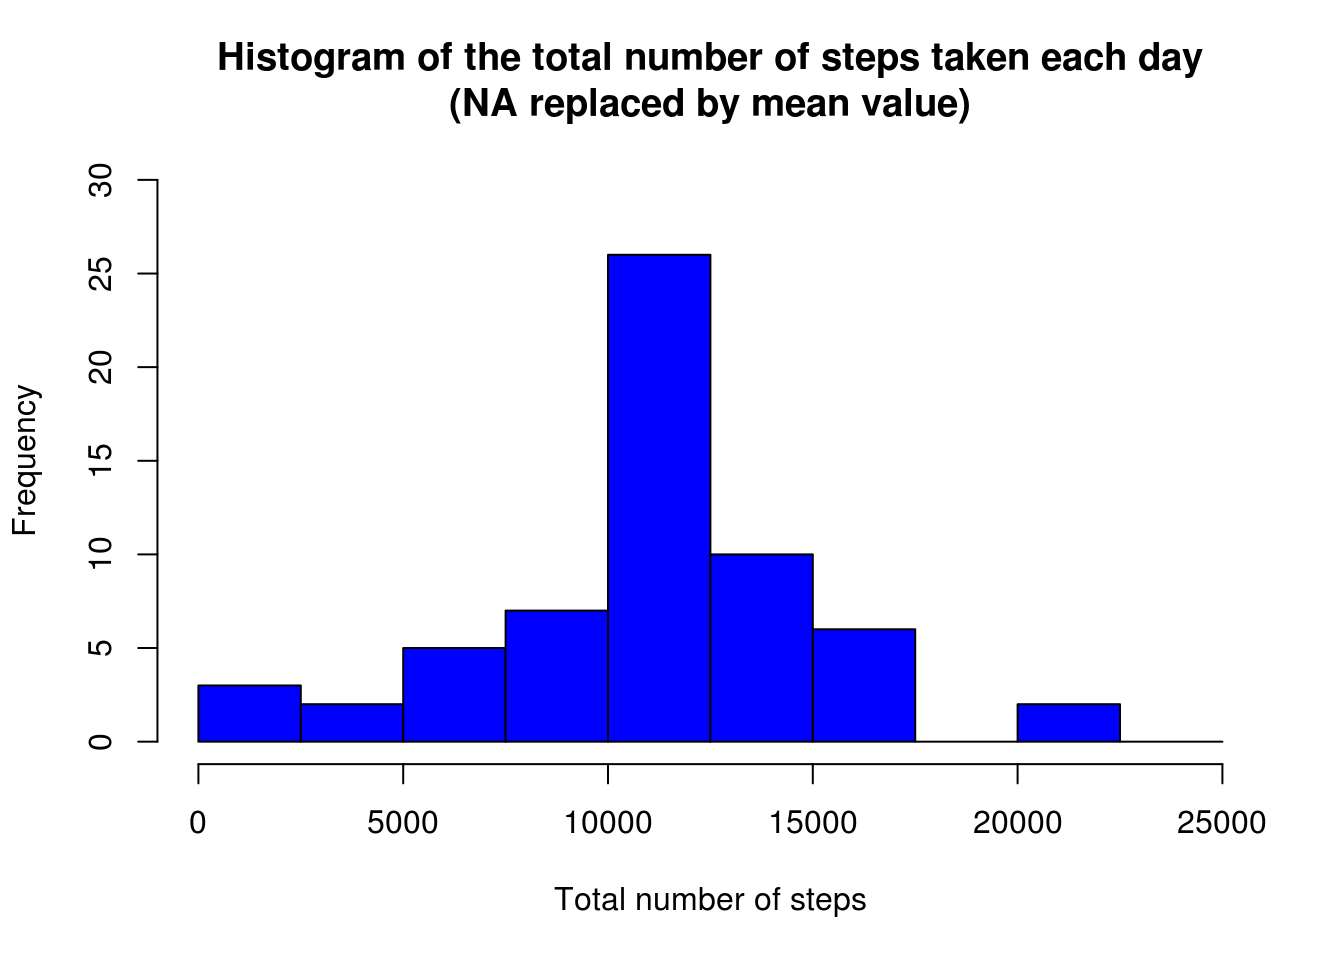 Histogram of the total number of steps taken each day
(NA replaced by mean value)
30
25
20
15
10
5
0
Frequency
0 5000 10000 15000 20000 25000
Total number of steps